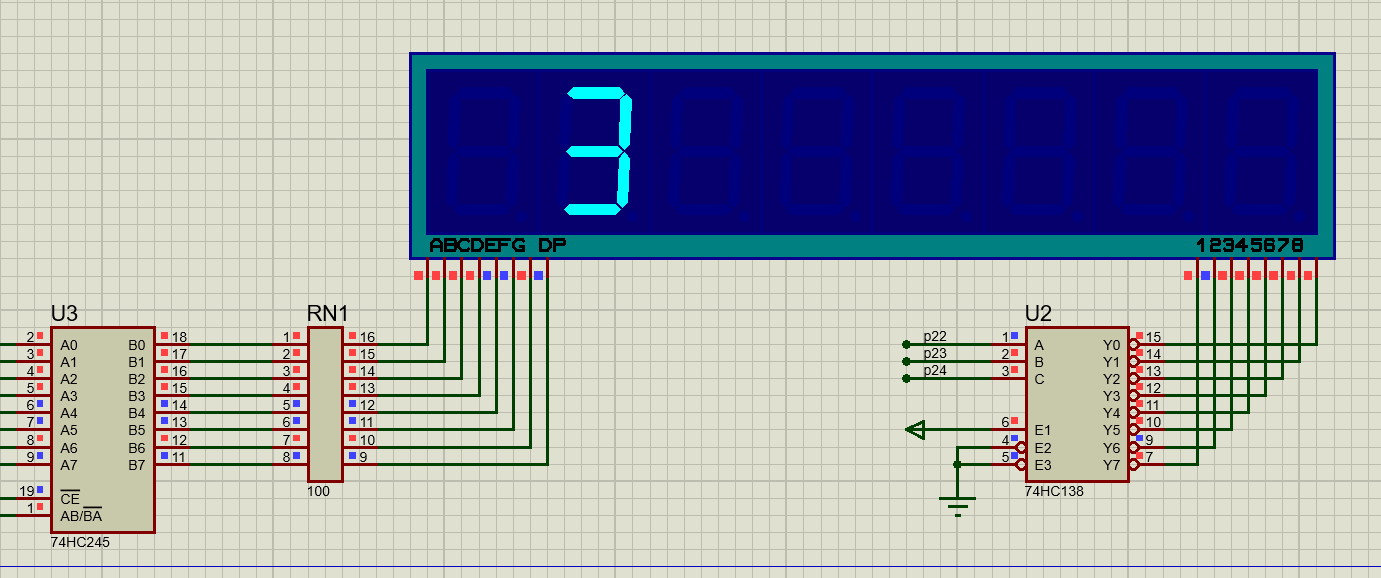 ABCDEFG DP
12345678
U3
2 A0 B0 18
3 A1 B1 17
4 A2 B2 16
5 A3 B3 15
6 A4 B4 14
7 A5 B5 13
8 A6 B6 12
9 A7 B7 11
19 CE
1 AB/BA
74HC245
RN1
1 16
2 15
3 14
4 13
5 12
6 11
7 10
8 9
100
U2
p22 1 A Y0 15
p23 2 B Y1 14
p24 3 C Y2 13
Y3 12
Y4 11
6 E1 Y5 10
4 E2 Y6 9
5 E3 Y7 7
74HC138
3